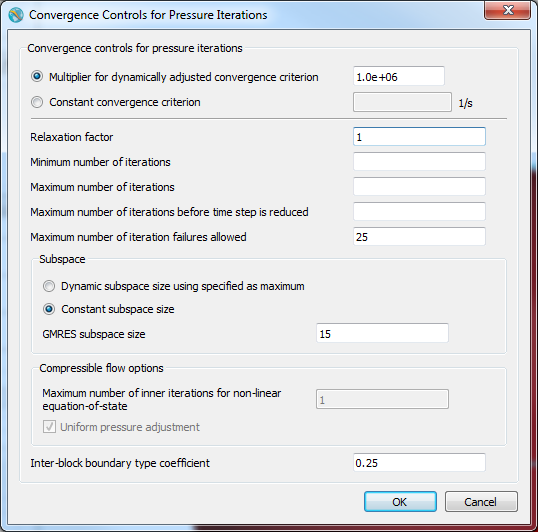 Convergence Controls for Pressure Iterations
Convergence controls for pressure iterations
Multiplier for dynamically adjusted convergence criterion 1.0e+06
Constant convergence criterion 1/s
Relaxation factor 1
Minimum number of iterations
Maximum number of iterations
Maximum number of iterations before time step is reduced
Maximum number of iteration failures allowed 25
Subspace
Dynamic subspace size using specified as maximum
Constant subspace size
GMRES subspace size 15
Compressible flow options
Maximum number of inner iterations for non-linear
equation-of-state 1
Uniform pressure adjustment
Inter-block boundary type coefficient 0.25
OK Cancel